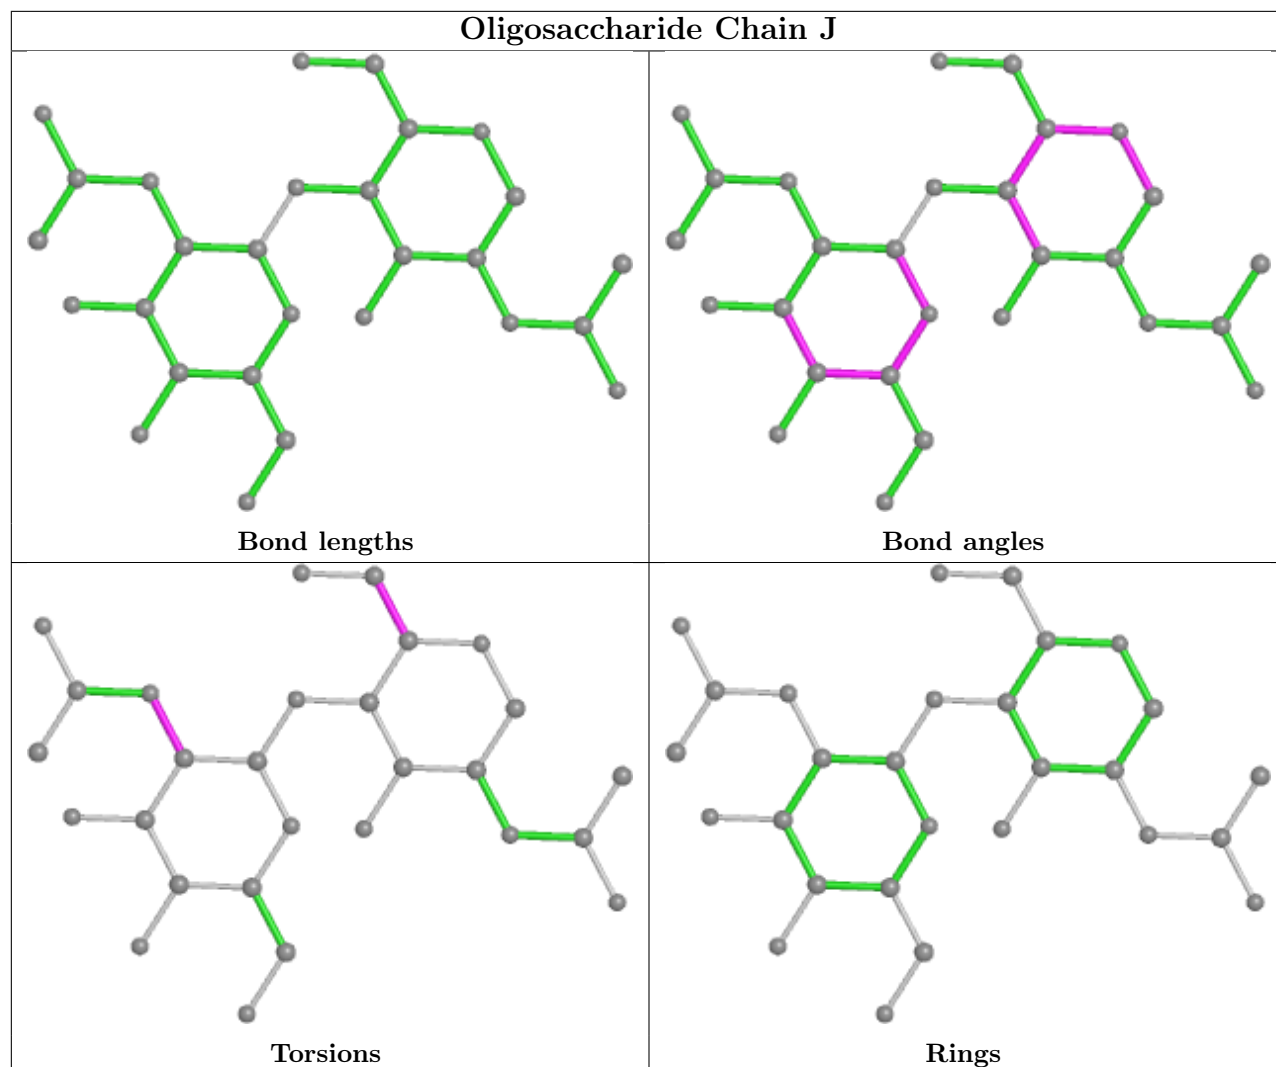 Oligosaccharide Chain J
Bond lengths
Bond angles
Torsions
Rings